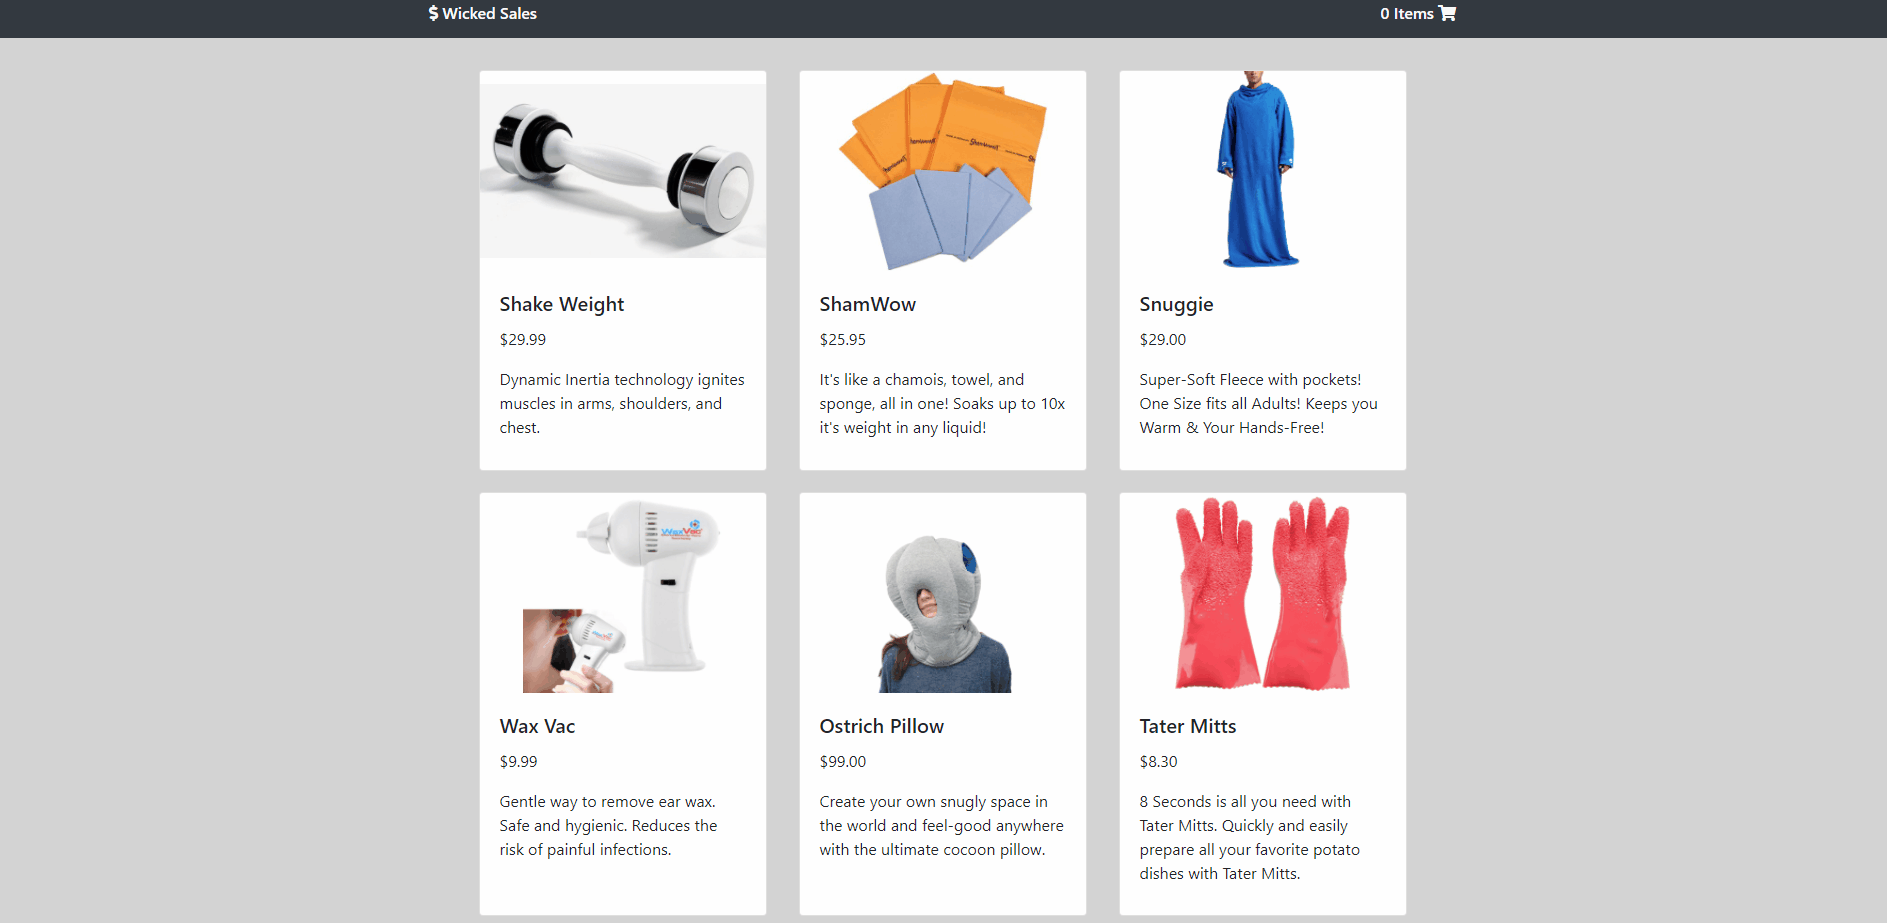 $ Wicked Sales
0 Items
ShamWow
ShamWow
Shake Weight
$29.99
Dynamic Inertia technology ignites
muscles in arms, shoulders, and
chest.
ShamWow
$25.95
It's like a chamois, towel, and
sponge, all in one! Soaks up to 10x
it's weight in any liquid!
Snuggie
$29.00
Super-Soft Fleece with pockets!
One Size fits all Adults! Keeps you
Warm & Your Hands-Free!
WaxVac
WaxVac
Wax Vac
$9.99
Gentle way to remove ear wax.
Safe and hygienic. Reduces the
risk of painful infections.
Ostrich Pillow
$99.00
Create your own snugly space in
the world and feel-good anywhere
with the ultimate cocoon pillow.
Tater Mitts
$8.30
8 Seconds is all you need with
Tater Mitts. Quickly and easily
prepare all your favorite potato
dishes with Tater Mitts.